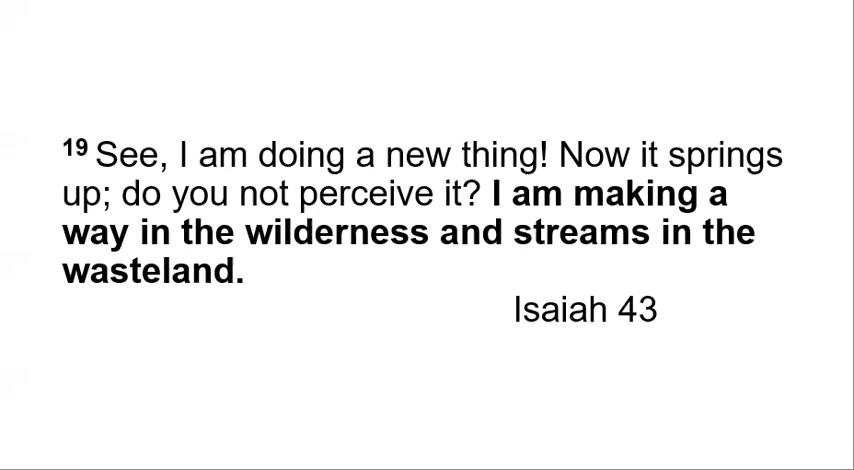 19 See, I am doing a new thing! Now it springs
up; do you not perceive it? I am making a
way in the wilderness and streams in the
wasteland.
Isaiah 43